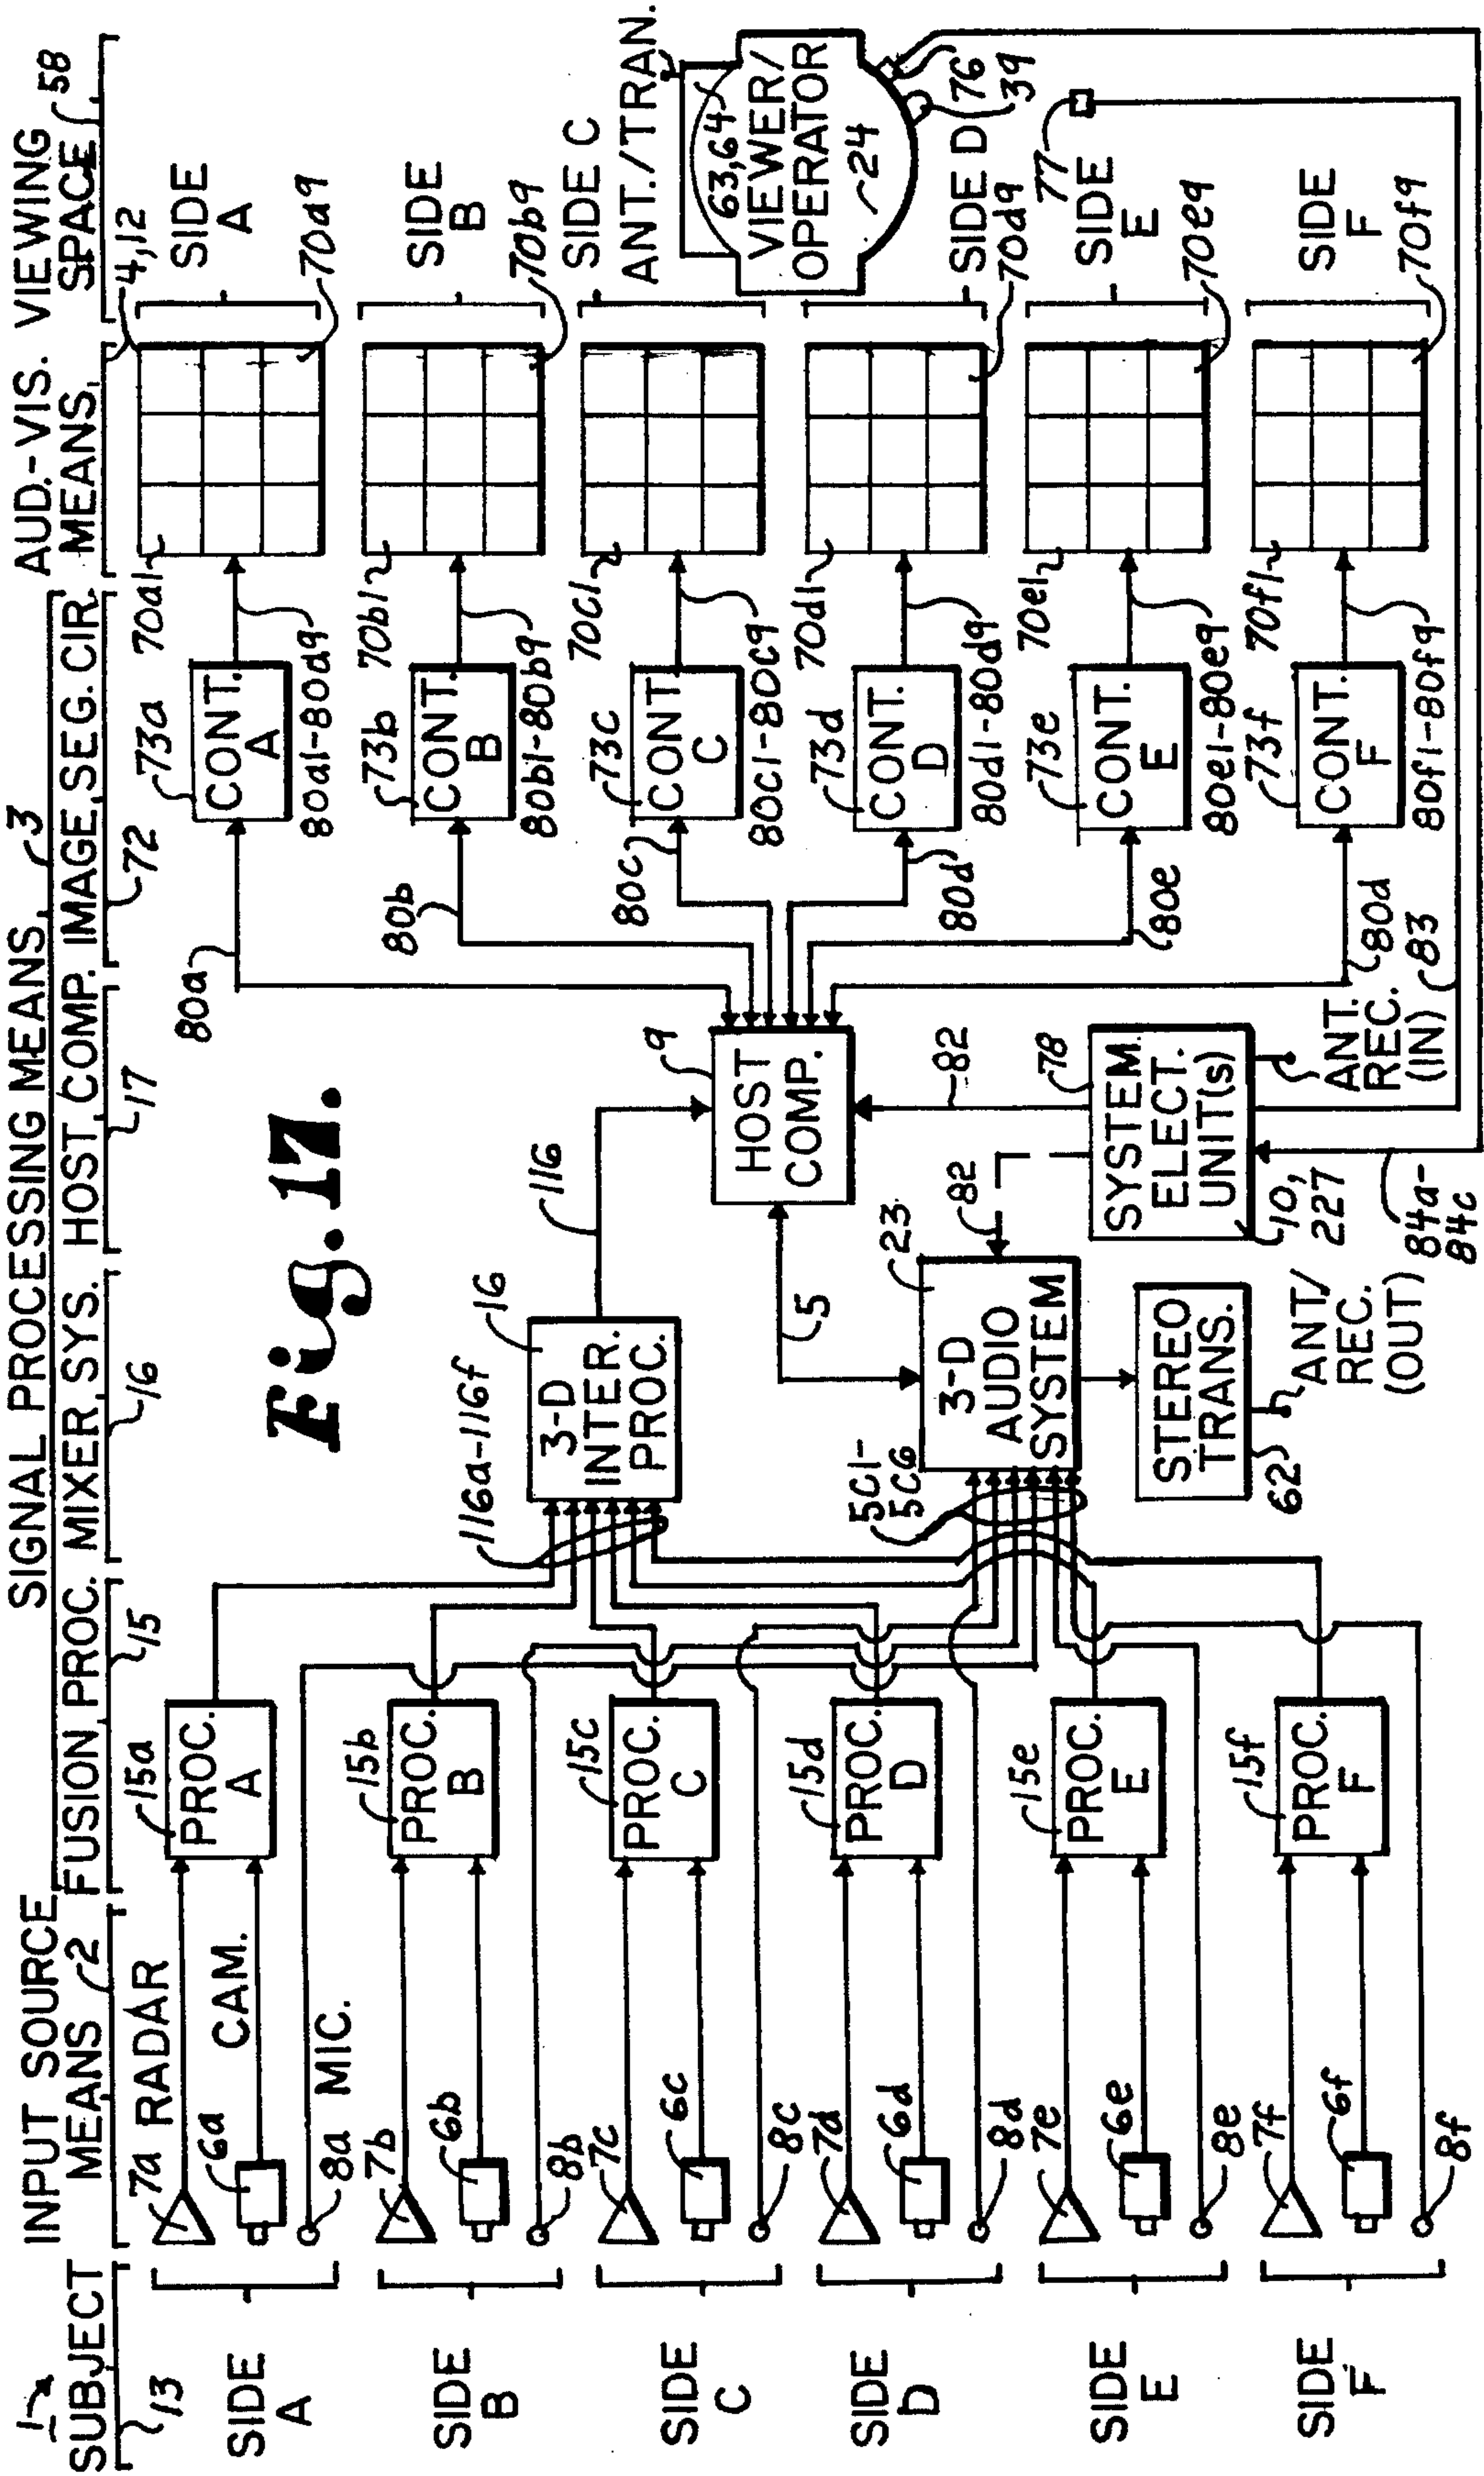 1
SUBJECT
13
INPUT SOURCE
MEANS 2
SIGNAL PROCESSING MEANS, 3
FUSION, PROC.
15
MIXER, SYS.
16
HOST, COMP.
17
IMAGE, SEG. CIR.
72
AUD.-VIS.
MEANS,
4,12
VIEWING
SPACE
58
Fig. 17.
SIDE
A
7a RADAR
6a
CAM.
8a MIC.
15a
PROC.
A
80a
73a
CONT.
A
80a1-80d9
70a1
70a9
SIDE
A
SIDE
B
7b
6b
8b
15b
PROC.
B
80b
73b
CONT.
B
80b1-80b9
70b1
70b9
SIDE
B
SIDE
C
7c
6c
8c
15c
PROC.
C
80c
73c
CONT.
C
80c1-80c9
70c1
SIDE C
SIDE
D
7d
6d
8d
15d
PROC.
D
80d
73d
CONT.
D
80d1-80d9
70d1
70d9
SIDE D
SIDE
E
7e
6e
8e
15e
PROC.
E
80e
73e
CONT.
E
80e1-80e9
70e1
70e9
SIDE
E
SIDE
F
7f
6f
8f
15f
PROC.
F
80d
73f
CONT.
F
80f1-80f9
70f1
70f9
SIDE
F
116a-116f
16
3-D
INTER.
PROC.
116
9
HOST
COMP.
5
5C1-
5C6
23
3-D
AUDIO
SYSTEM
82
82
78
SYSTEM
ELECT.
UNIT(s)
10,
227
STEREO
TRANS.
62
ANT/
REC.
(OUT)
ANT.
REC.
(IN)
83
84a-
84c
ANT./TRAN.
63,64
VIEWER/
OPERATOR
24
76
39
77